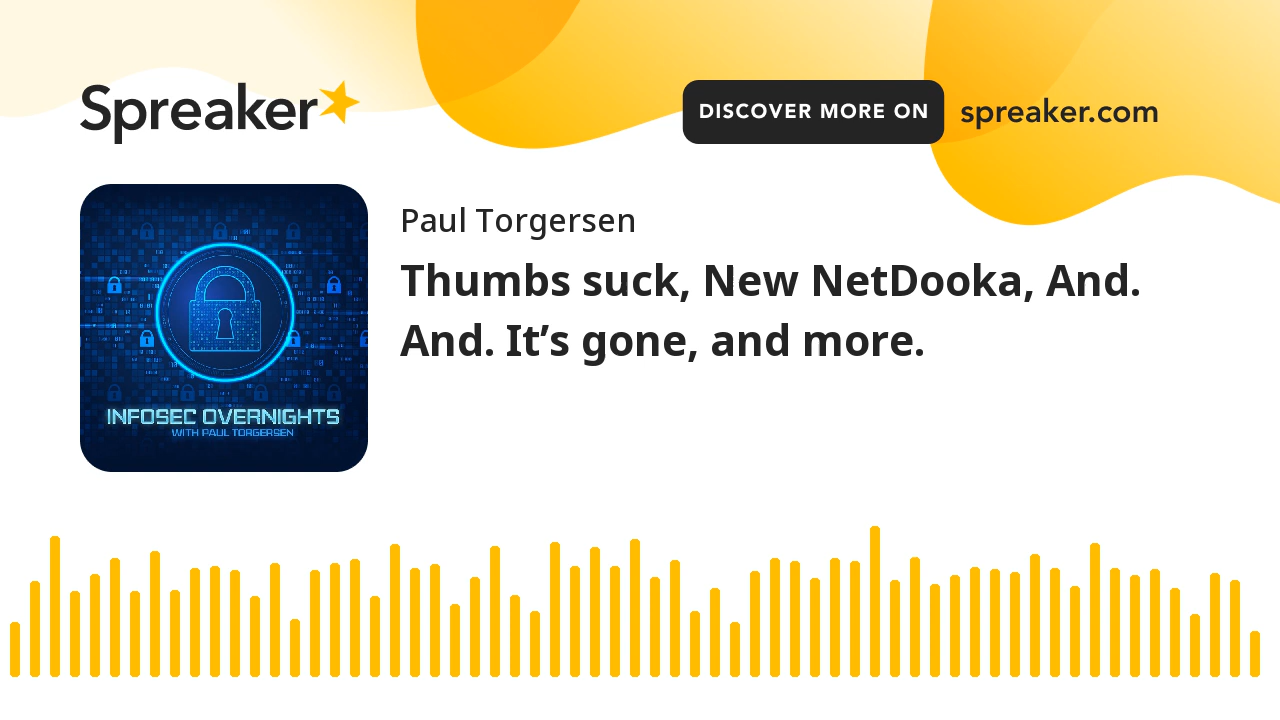 Spreaker
DISCOVER MORE ON
spreaker.com
Paul Torgersen
Thumbs suck, New NetDooka, And.
And. It’s gone, and more.
INFOSEC OVERNIGHTS
WITH PAUL TORGERSEN